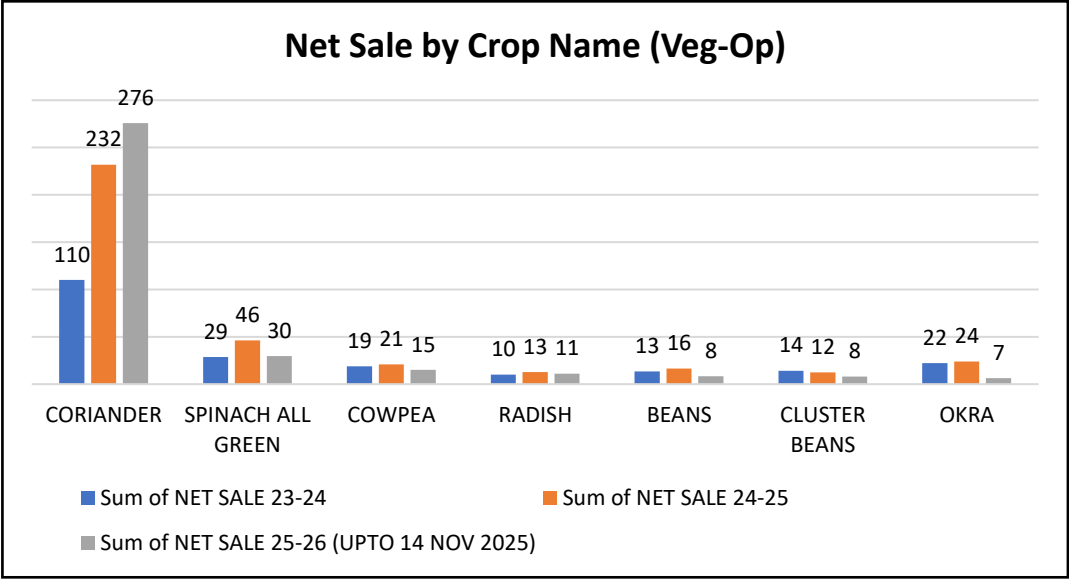 Net Sale by Crop Name (Veg-Op)
110
232
276
29
46
30
19
21
15
10
13
11
13
16
8
14
12
8
22
24
7
CORIANDER
SPINACH ALL
GREEN
COWPEA
RADISH
BEANS
CLUSTER
BEANS
OKRA
Sum of NET SALE 23-24
Sum of NET SALE 24-25
Sum of NET SALE 25-26 (UPTO 14 NOV 2025)